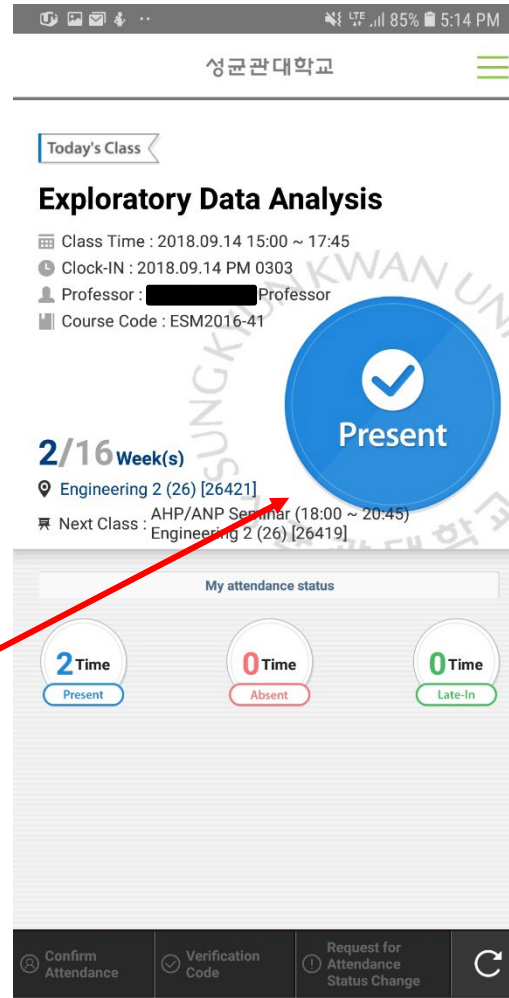 85% 5:14 PM
성균관대학교
Today's Class
Exploratory Data Analysis
Class Time : 2018.09.14 15:00 ~ 17:45
Clock-IN : 2018.09.14 PM 0303
Professor : Professor
Course Code : ESM2016-41
SUNGKYUNKWAN UNI
Present
2/16 Week(s)
Engineering 2 (26) [26421]
Next Class : AHP/ANP Seminar (18:00 ~ 20:45)
Engineering 2 (26) [26419]
My attendance status
2 Time 0 Time 0 Time
Present Absent Late-In
Confirm Attendance
Verification Code
Request for Attendance Status Change